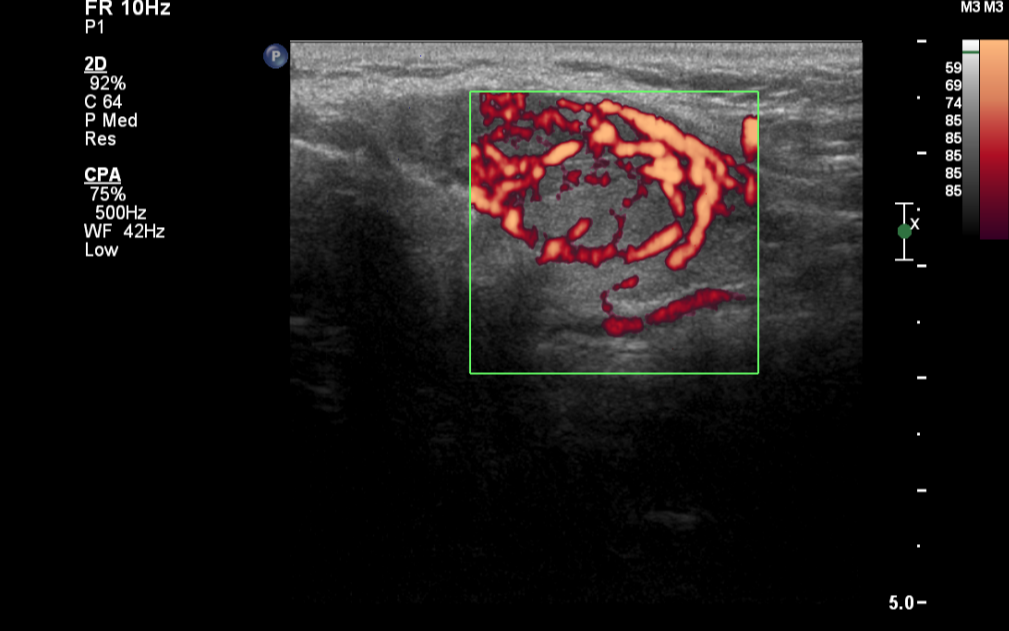 FR 10Hz
P1
2D
92%
C 64
P Med
Res
CPA
75%
500Hz
WF 42Hz
Low
P
M3 M3
59
69
74
85
85
85
85
85
X
5.0